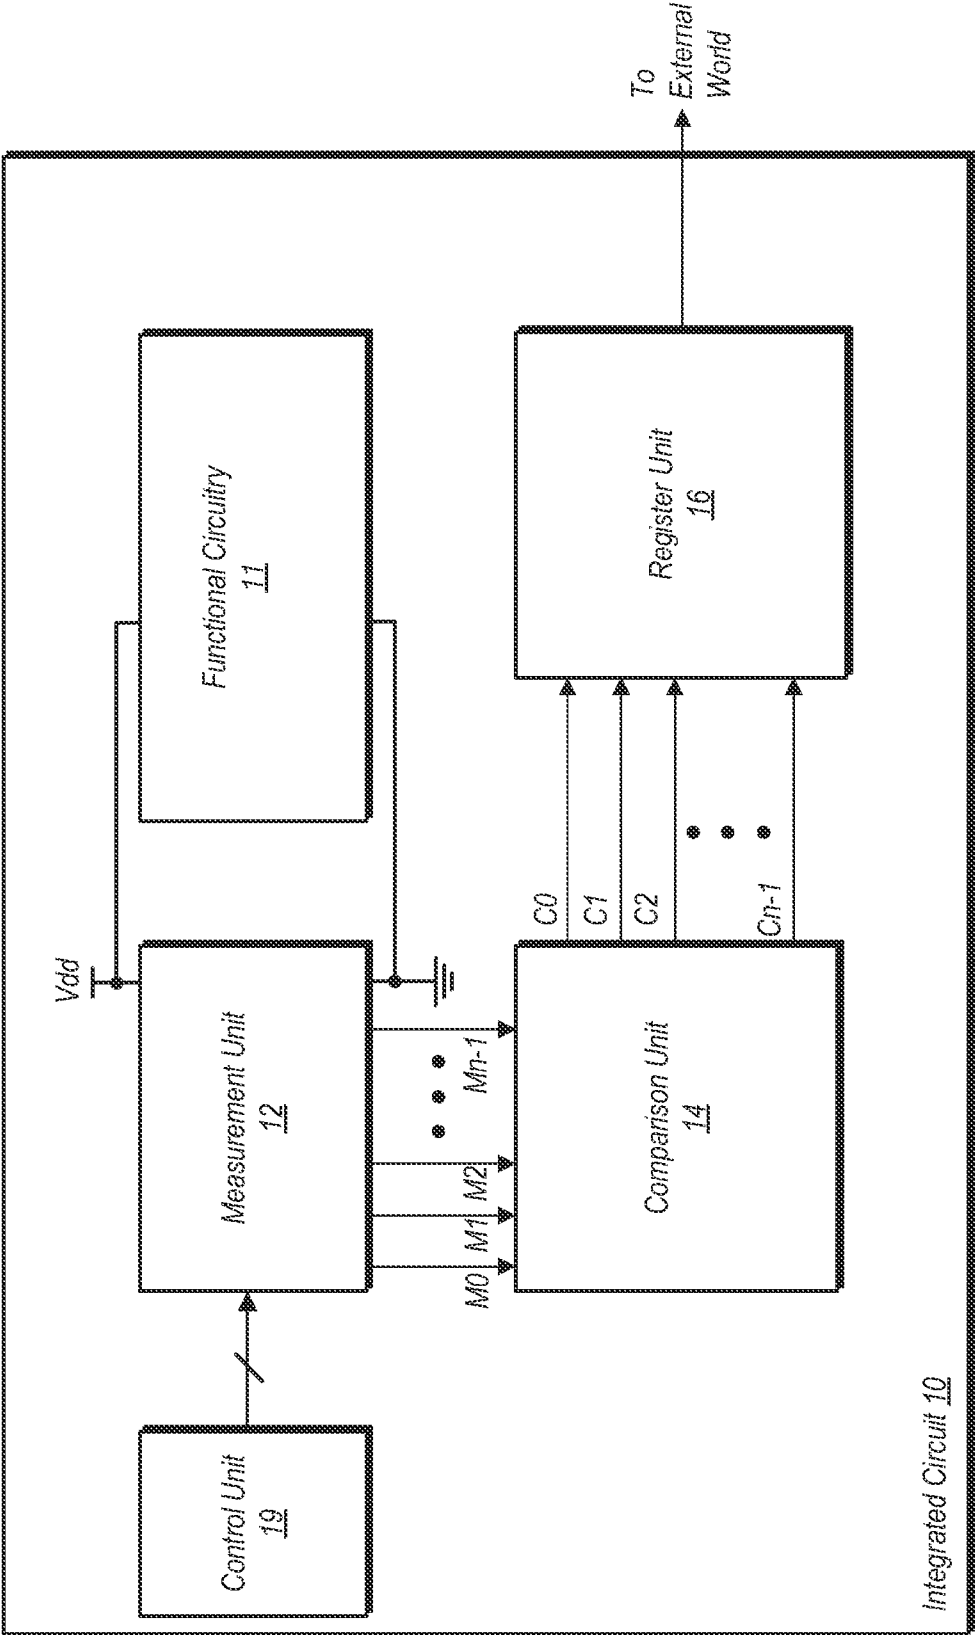 Vdd
Control Unit
19
Measurement Unit
12
Functional Circuitry
11
M0
M1
M2
Mn-1
Comparison Unit
14
C0
C1
C2
Cn-1
Register Unit
16
To
External
World
Integrated Circuit 10